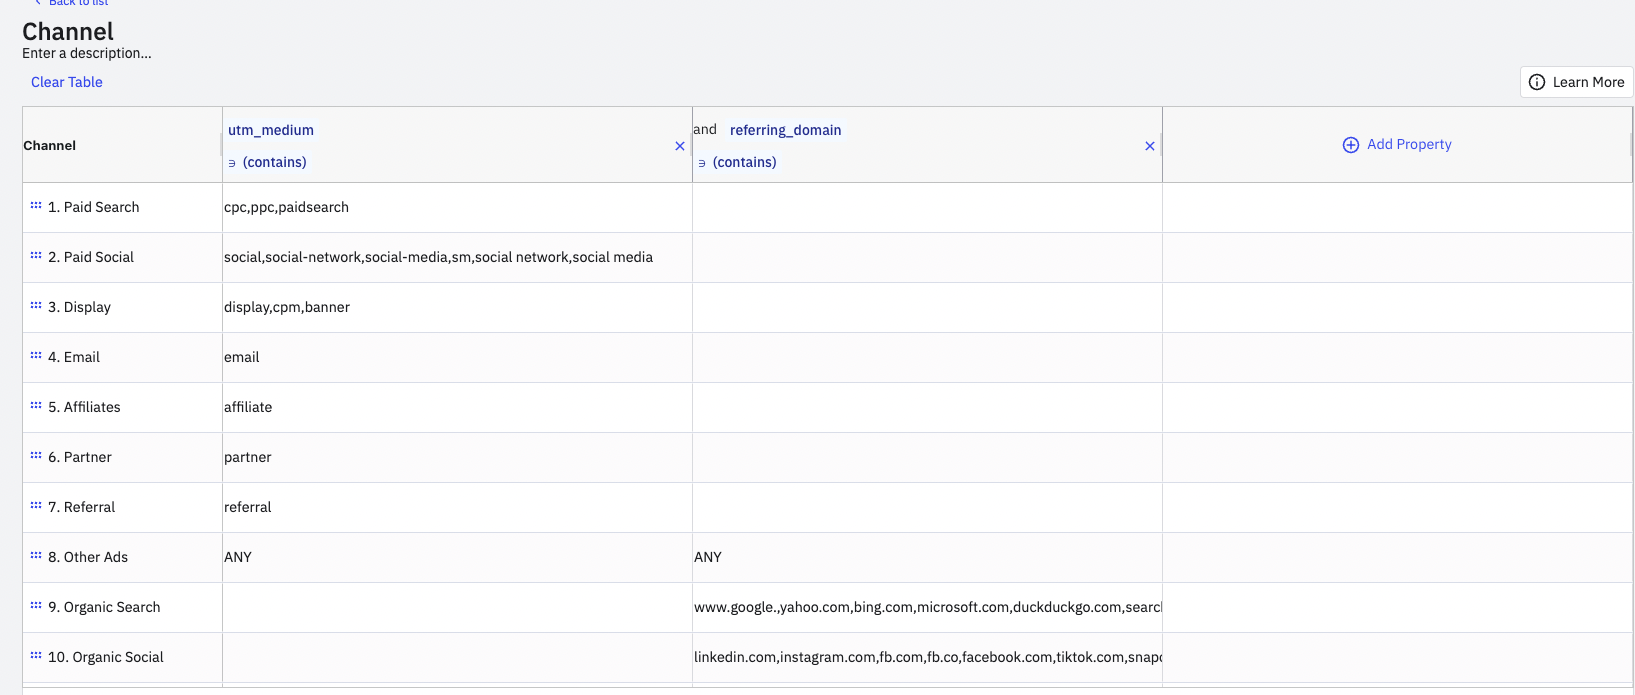 Back to list
Channel
Enter a description...
Clear Table
Learn More
Channel
utm_medium
∋ (contains)
and referring_domain
∋ (contains)
Add Property
1. Paid Search cpc,ppc,paidsearch
2. Paid Social social,social-network,social-media,sm,social network,social media
3. Display display,cpm,banner
4. Email email
5. Affiliates affiliate
6. Partner partner
7. Referral referral
8. Other Ads ANY ANY
9. Organic Search www.google.,yahoo.com,bing.com,microsoft.com,duckduckgo.com,
10. Organic Social linkedin.com,instagram.com,fb.com,fb.co,facebook.com,tiktok.com,